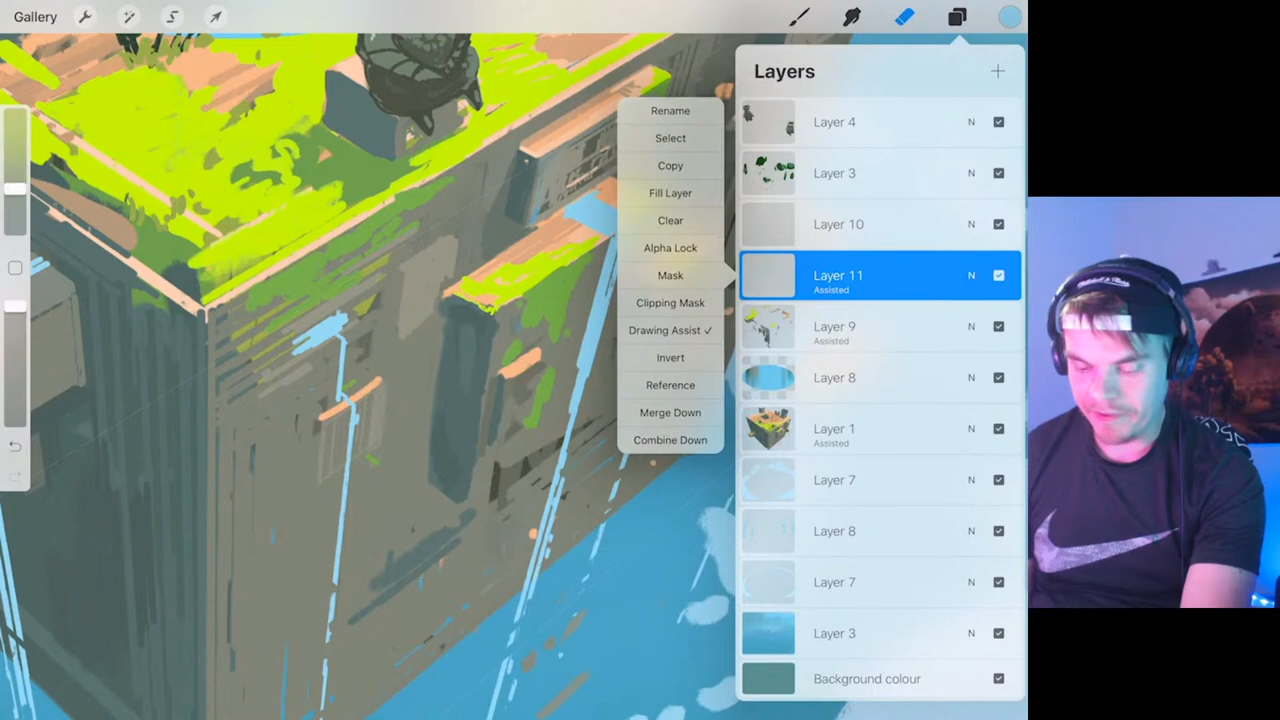 Gallery
Layers
Layer 4 N
Layer 3 N
Layer 10 N
Layer 11 N
Assisted
Layer 9 N
Assisted
Layer 8 N
Layer 1 N
Assisted
Layer 7 N
Layer 8 N
Layer 7 N
Layer 3 N
Background colour
Rename
Select
Copy
Fill Layer
Clear
Alpha Lock
Mask
Clipping Mask
Drawing Assist ✓
Invert
Reference
Merge Down
Combine Down